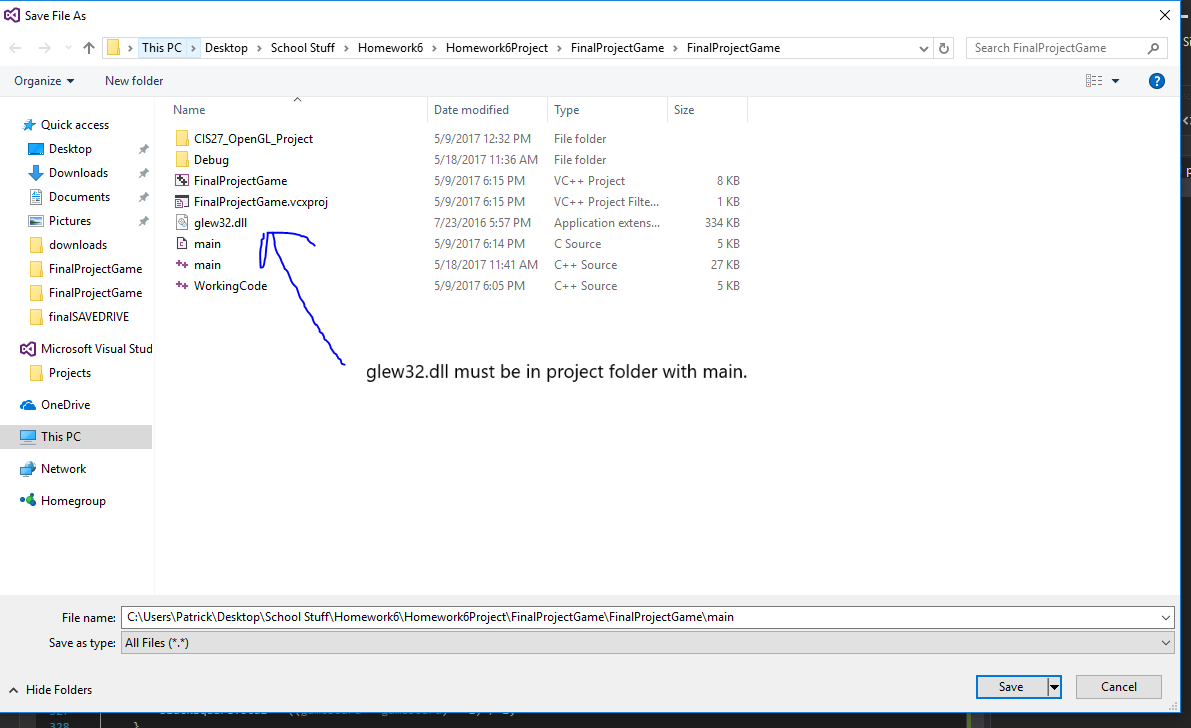 Save File As
This PC > Desktop > School Stuff > Homework6 > Homework6Project > FinalProjectGame > FinalProjectGame
Search FinalProjectGame
Organize
New folder
?
Name Date modified Type Size
Quick access
Desktop
Downloads
Documents
Pictures
downloads
FinalProjectGame
FinalProjectGame
finalSAVEDRIVE
Microsoft Visual Stud
Projects
OneDrive
This PC
Network
Homegroup
CIS27_OpenGL_Project 5/9/2017 12:32 PM File folder
Debug 5/18/2017 11:36 AM File folder
FinalProjectGame 5/9/2017 6:15 PM VC++ Project 8 KB
FinalProjectGame.vcxproj 5/9/2017 6:15 PM VC++ Project Filte... 1 KB
glew32.dll 7/23/2016 5:57 PM Application extens... 334 KB
main 5/9/2017 6:14 PM C Source 5 KB
main 5/18/2017 11:41 AM C++ Source 27 KB
WorkingCode 5/9/2017 6:05 PM C++ Source 5 KB
glew32.dll must be in project folder with main.
File name: C:\Users\Patrick\Desktop\School Stuff\Homework6\Homework6Project\FinalProjectGame\FinalProjectGame\main
Save as type: All Files (*.*)
Hide Folders
Save
Cancel
328 }